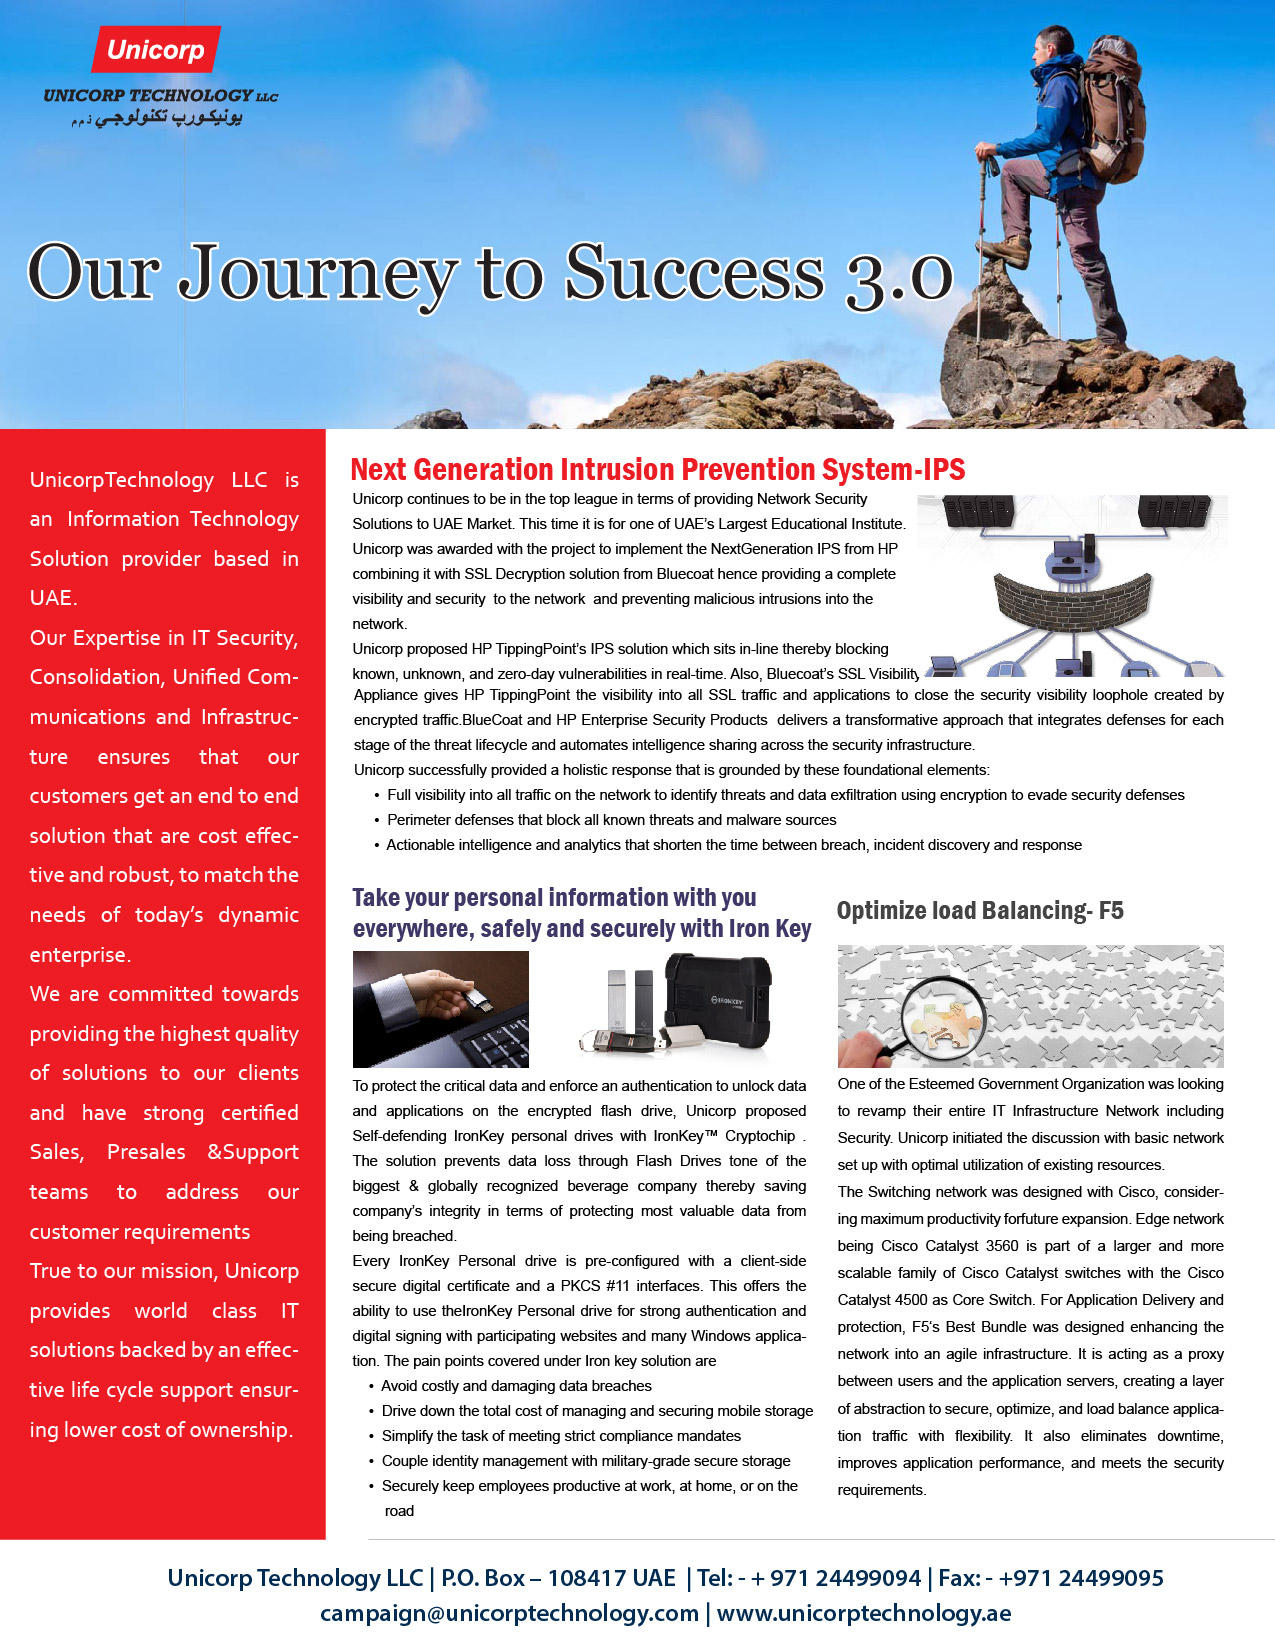 Unicorp
UNICORP TECHNOLOGY LLC
يونيكورپ تكنولوجي ذ م م
Our Journey to Success 3.0
UnicorpTechnology LLC is
an Information Technology
Solution provider based in
UAE.
Our Expertise in IT Security,
Consolidation, Unified Com-
munications and Infrastruc-
ture ensures that our
customers get an end to end
solution that are cost effec-
tive and robust, to match the
needs of today's dynamic
enterprise.
We are committed towards
providing the highest quality
of solutions to our clients
and have strong certified
Sales, Presales &Support
teams to address our
customer requirements
True to our mission, Unicorp
provides world class IT
solutions backed by an effec-
tive life cycle support ensur-
ing lower cost of ownership.
Next Generation Intrusion Prevention System-IPS
Unicorp continues to be in the top league in terms of providing Network Security
Solutions to UAE Market. This time it is for one of UAE's Largest Educational Institute.
Unicorp was awarded with the project to implement the NextGeneration IPS from HP
combining it with SSL Decryption solution from Bluecoat hence providing a complete
visibility and security to the network and preventing malicious intrusions into the
network.
Unicorp proposed HP TippingPoint's IPS solution which sits in-line thereby blocking
known, unknown, and zero-day vulnerabilities in real-time. Also, Bluecoat's SSL Visibility
Appliance gives HP TippingPoint the visibility into all SSL traffic and applications to close the security visibility loophole created by
encrypted traffic.BlueCoat and HP Enterprise Security Products delivers a transformative approach that integrates defenses for each
stage of the threat lifecycle and automates intelligence sharing across the security infrastructure.
Unicorp successfully provided a holistic response that is grounded by these foundational elements:
• Full visibility into all traffic on the network to identify threats and data exfiltration using encryption to evade security defenses
• Perimeter defenses that block all known threats and malware sources
• Actionable intelligence and analytics that shorten the time between breach, incident discovery and response
Take your personal information with you
everywhere, safely and securely with Iron Key
IRONKEY
To protect the critical data and enforce an authentication to unlock data
and applications on the encrypted flash drive, Unicorp proposed
Self-defending IronKey personal drives with IronKey™ Cryptochip .
The solution prevents data loss through Flash Drives tone of the
biggest & globally recognized beverage company thereby saving
company's integrity in terms of protecting most valuable data from
being breached.
Every IronKey Personal drive is pre-configured with a client-side
secure digital certificate and a PKCS #11 interfaces. This offers the
ability to use theIronKey Personal drive for strong authentication and
digital signing with participating websites and many Windows applica-
tion. The pain points covered under Iron key solution are
• Avoid costly and damaging data breaches
• Drive down the total cost of managing and securing mobile storage
• Simplify the task of meeting strict compliance mandates
• Couple identity management with military-grade secure storage
• Securely keep employees productive at work, at home, or on the
road
Optimize load Balancing- F5
One of the Esteemed Government Organization was looking
to revamp their entire IT Infrastructure Network including
Security. Unicorp initiated the discussion with basic network
set up with optimal utilization of existing resources.
The Switching network was designed with Cisco, consider-
ing maximum productivity forfuture expansion. Edge network
being Cisco Catalyst 3560 is part of a larger and more
scalable family of Cisco Catalyst switches with the Cisco
Catalyst 4500 as Core Switch. For Application Delivery and
protection, F5's Best Bundle was designed enhancing the
network into an agile infrastructure. It is acting as a proxy
between users and the application servers, creating a layer
of abstraction to secure, optimize, and load balance applica-
tion traffic with flexibility. It also eliminates downtime,
improves application performance, and meets the security
requirements.
Unicorp Technology LLC | P.O. Box – 108417 UAE | Tel: - + 971 24499094 | Fax: - +971 24499095
campaign@unicorptechnology.com | www.unicorptechnology.ae